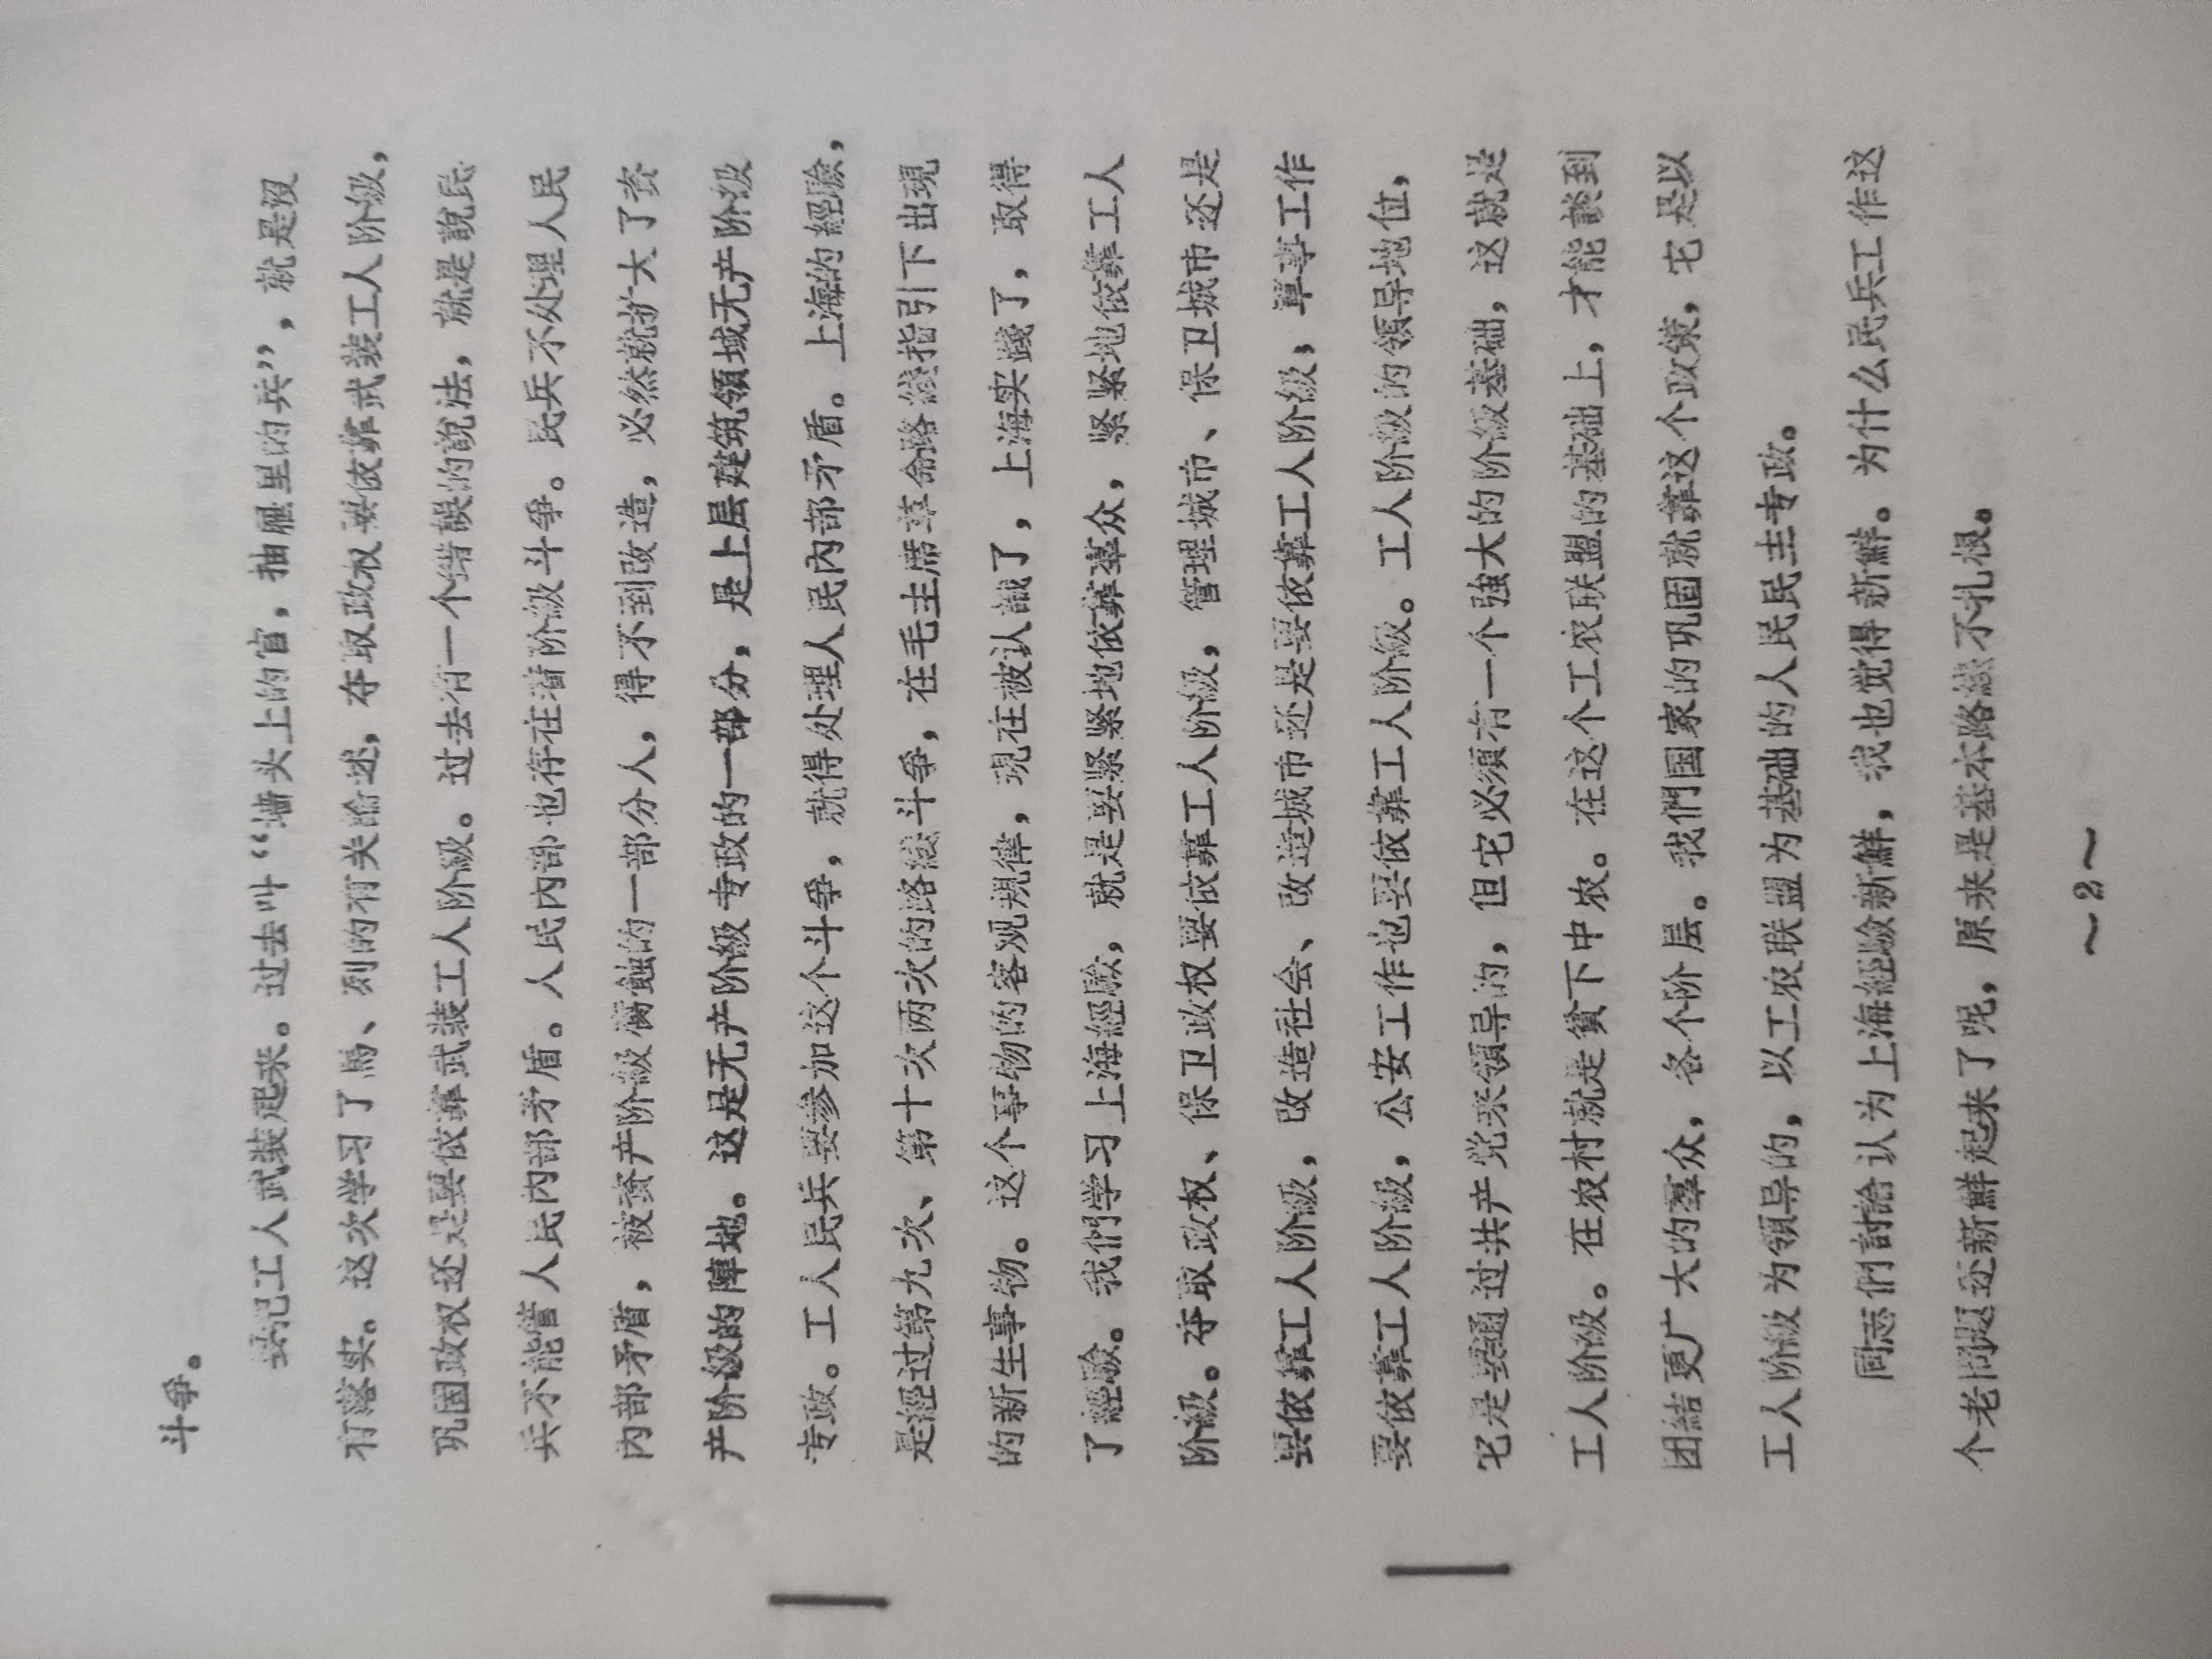 斗爭。
要把工人武装起来。过去叫“墙头上的官，抽屜里的兵”，就是沒
有落实。这次学习了馬、列的有关論述，夺取政权要依靠武装工人阶級，
巩固政权还是要依靠武装工人阶級。过去有一个错誤的說法，就是說民
兵不能管人民內部矛盾。人民內部也存在着阶級斗爭。民兵不处理人民
內部矛盾，被資产阶級腐蝕的一部分人，得不到改造，必然就扩大了資
产阶級的陣地。这是无产阶級专政的一部分，是上层建筑領域无产阶級
专政。工人民兵要参加这个斗爭，就得处理人民內部矛盾。上海的經驗，
是經过第九次、第十次两次的路綫斗爭，在毛主席革命路綫指引下出現
的新生事物。这个事物的客观規律，現在被认識了，上海实踐了，取得
了經驗。我們学习上海經驗，就是要紧紧地依靠羣众，紧紧地依靠工人
阶級。夺取政权、保卫政权要依靠工人阶級，管理城市、保卫城市还是
要依靠工人阶級，改造社会、改造城市还是要依靠工人阶級；軍事工作
要依靠工人阶級，公安工作也要依靠工人阶級。工人阶級的領导地位，
它是要通过共产党来領导的，但它必須有一个強大的阶級基础，这就是
工人阶級。在农村就是貧下中农。在这个工农联盟的基础上，才能談到
团結更广大的羣众，各个阶层。我們国家的巩固就靠这个政策，它是以
工人阶級为領导的，以工农联盟为基础的人民民主专政。
同志們討論认为上海經驗新鮮，我也觉得新鮮。为什么民兵工作这
个老問題还新鮮起来了呢，原来是基本路綫不扎根。
～2～